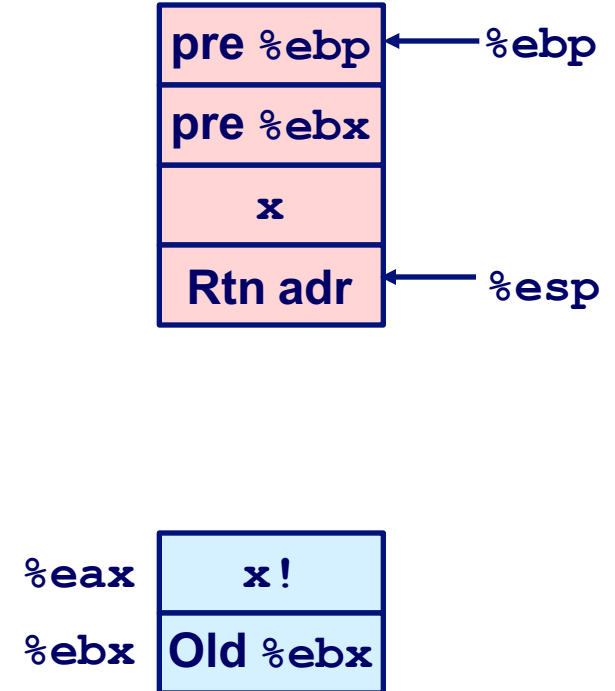 pre %ebp %ebp
pre %ebx
x
Rtn adr %esp
%eax x!
%ebx Old %ebx